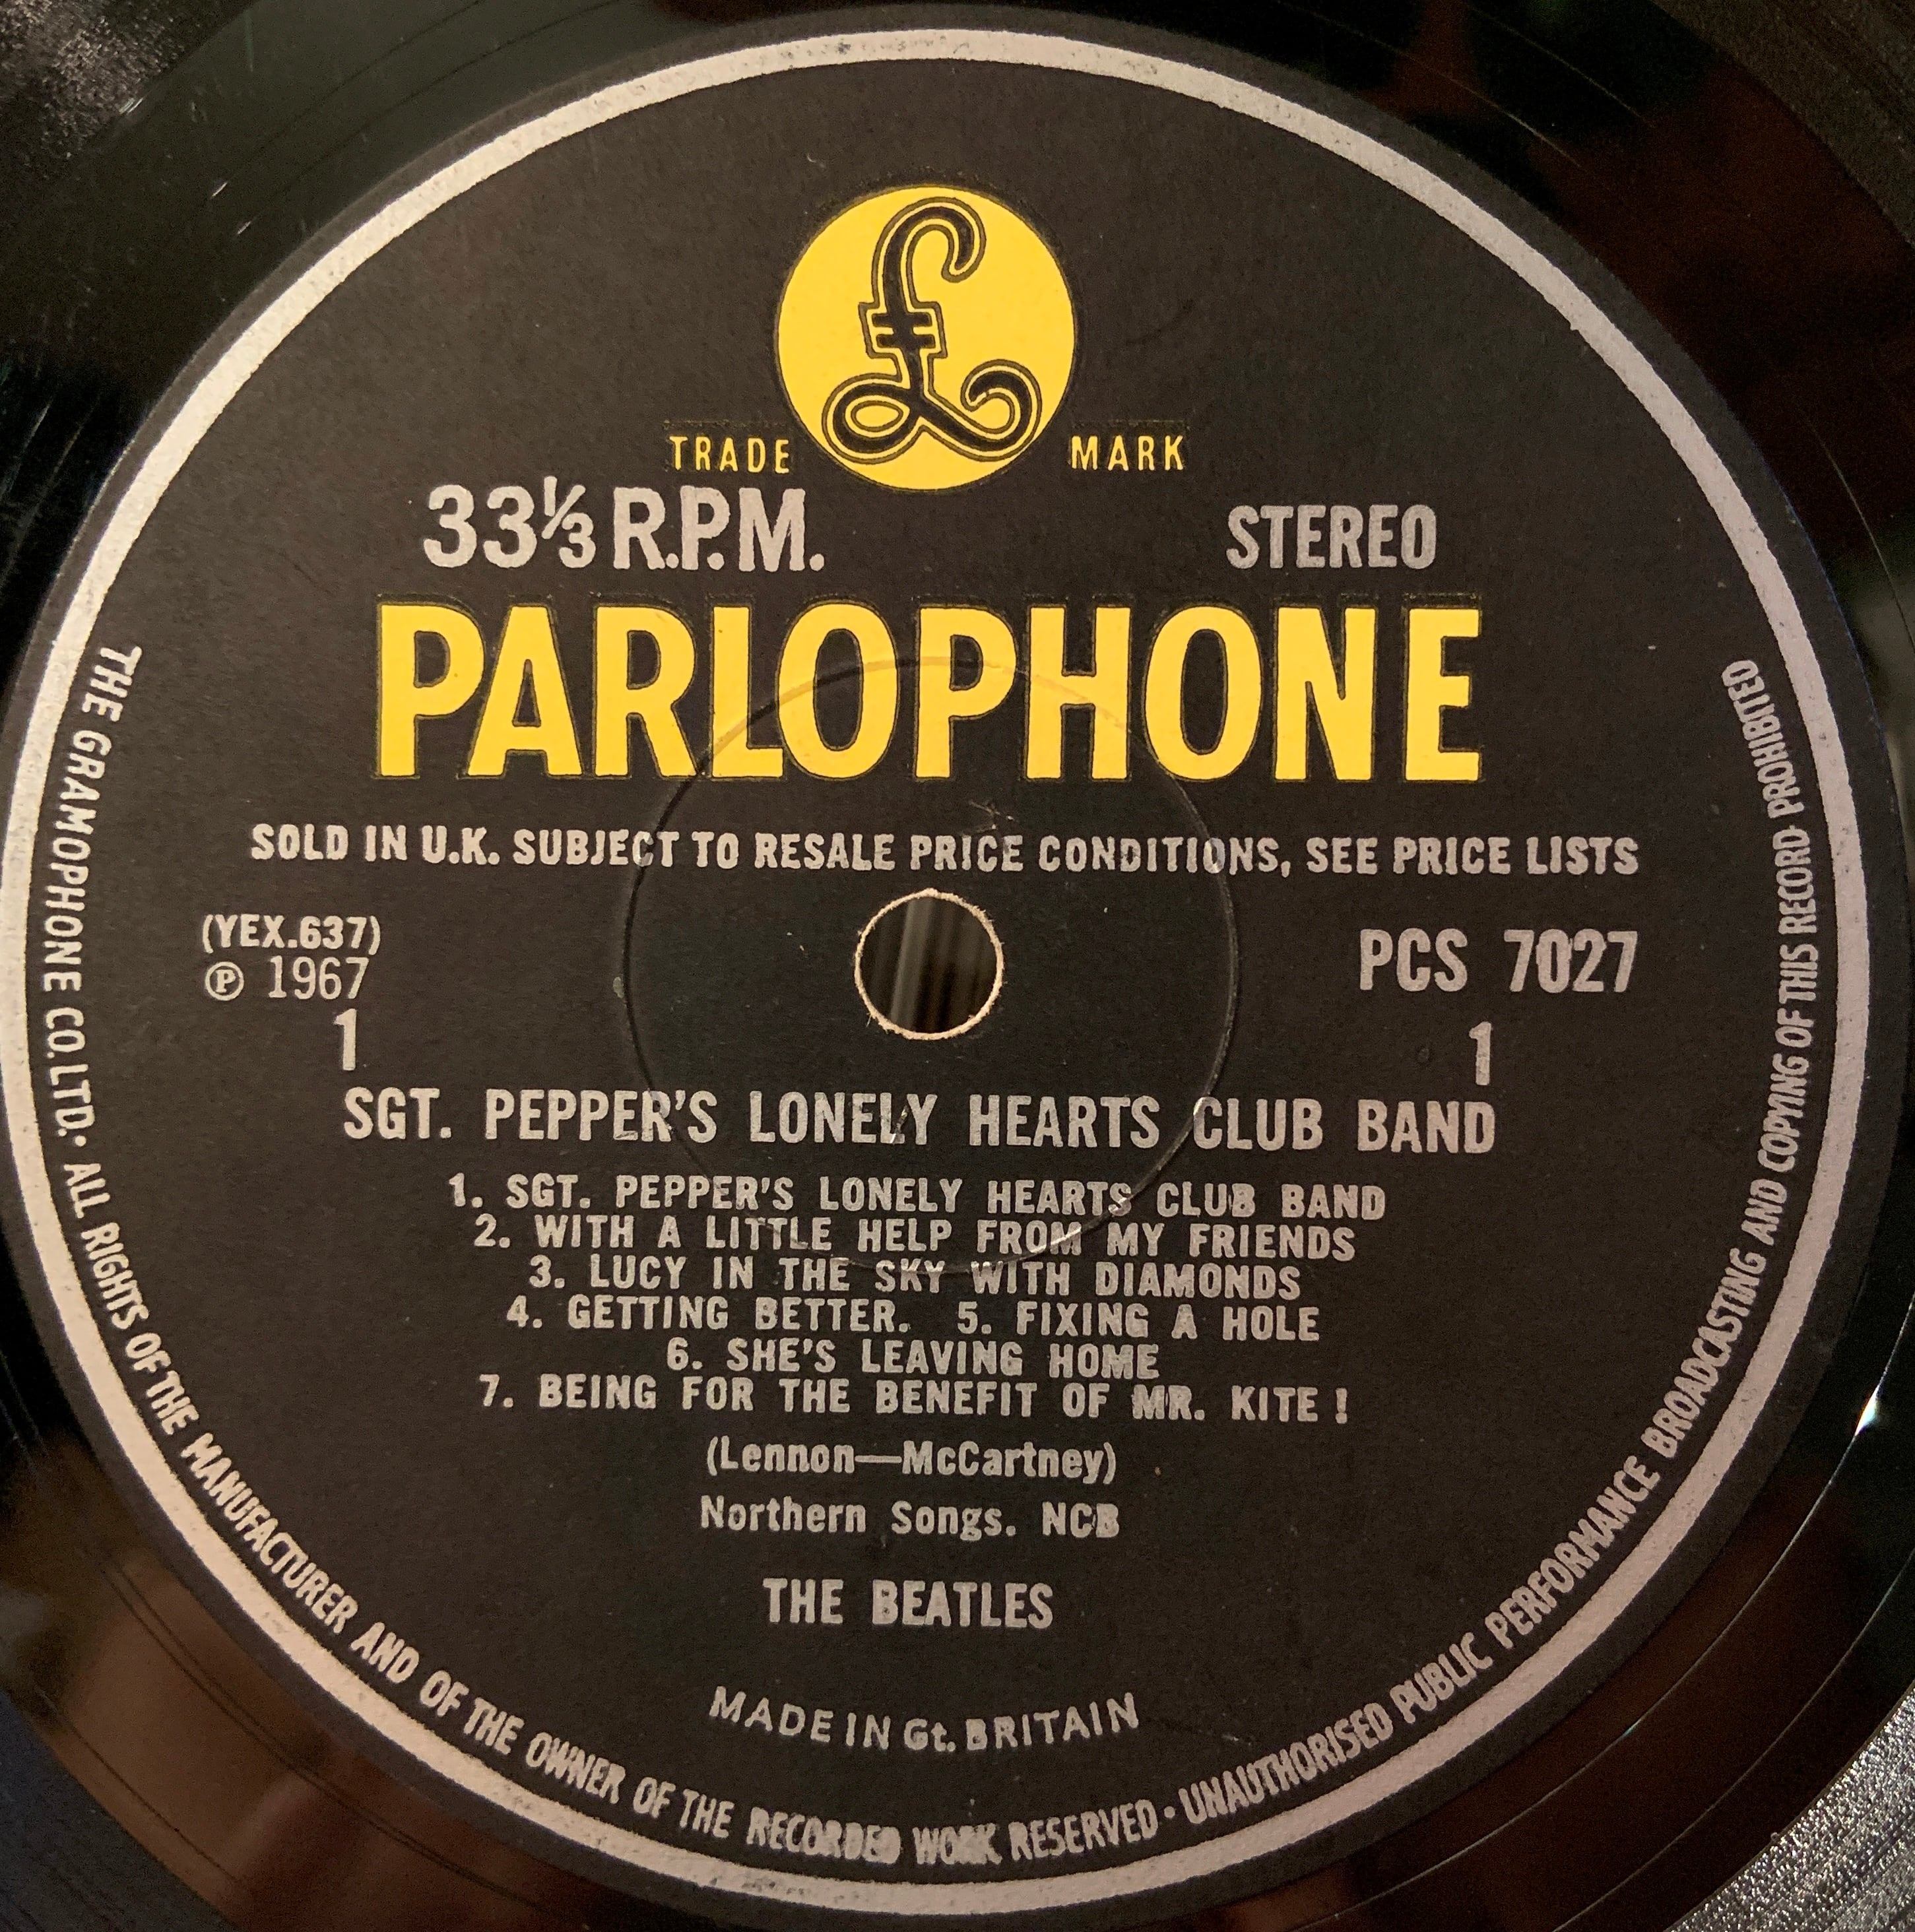 £
TRADE MARK
33⅓ R.P.M. STEREO
PARLOPHONE
SOLD IN U.K. SUBJECT TO RESALE PRICE CONDITIONS, SEE PRICE LISTS
(YEX.637)
℗ 1967
PCS 7027
1 1
SGT. PEPPER'S LONELY HEARTS CLUB BAND
1. SGT. PEPPER'S LONELY HEARTS CLUB BAND
2. WITH A LITTLE HELP FROM MY FRIENDS
3. LUCY IN THE SKY WITH DIAMONDS
4. GETTING BETTER. 5. FIXING A HOLE
6. SHE'S LEAVING HOME
7. BEING FOR THE BENEFIT OF MR. KITE !
(Lennon—McCartney)
Northern Songs. NCB
THE BEATLES
MADE IN Gt. BRITAIN
THE GRAMOPHONE CO. LTD. · ALL RIGHTS OF THE MANUFACTURER AND OF THE OWNER OF THE RECORDED WORK RESERVED · UNAUTHORISED PUBLIC PERFORMANCE BROADCASTING AND COPYING OF THIS RECORD PROHIBITED